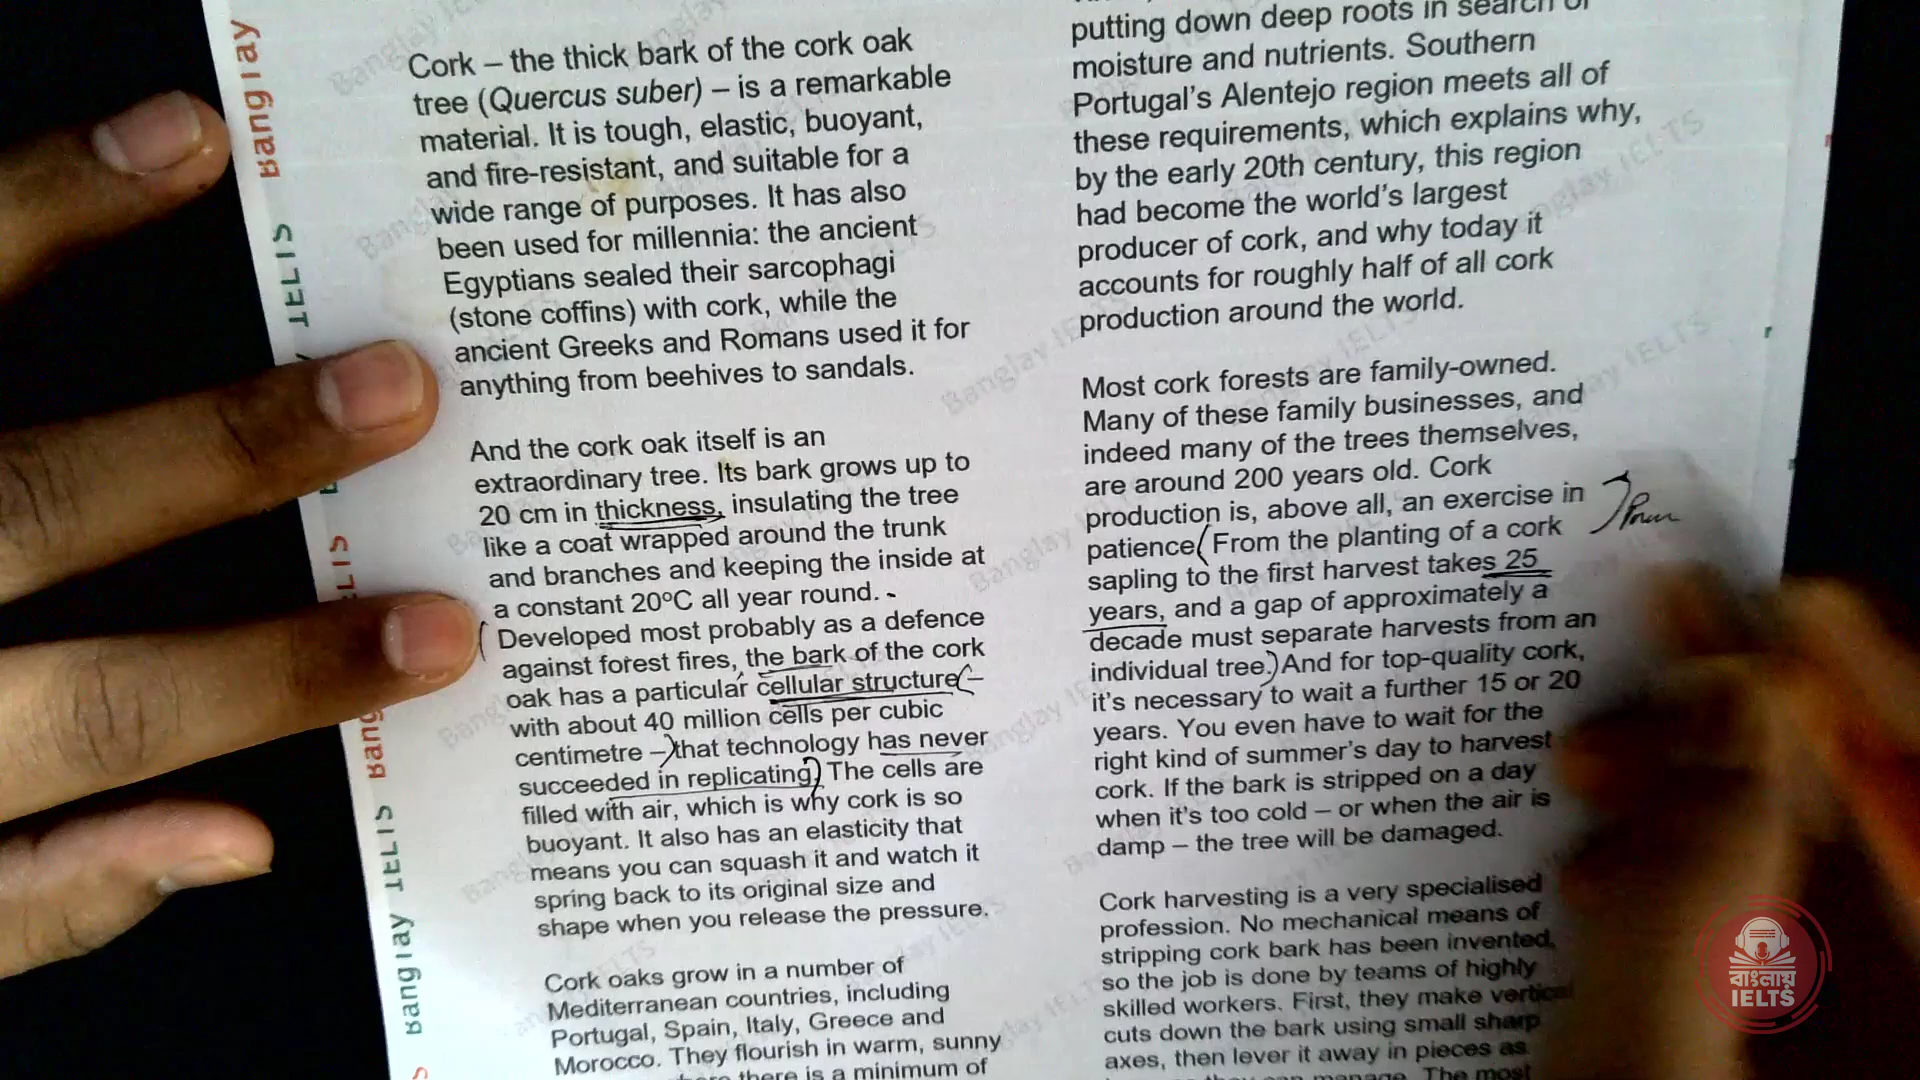 Cork – the thick bark of the cork oak
tree (Quercus suber) – is a remarkable
material. It is tough, elastic, buoyant,
and fire-resistant, and suitable for a
wide range of purposes. It has also
been used for millennia: the ancient
Egyptians sealed their sarcophagi
(stone coffins) with cork, while the
ancient Greeks and Romans used it for
anything from beehives to sandals.
And the cork oak itself is an
extraordinary tree. Its bark grows up to
20 cm in thickness, insulating the tree
like a coat wrapped around the trunk
and branches and keeping the inside at
a constant 20ºC all year round.
Developed most probably as a defence
against forest fires, the bark of the cork
oak has a particular cellular structure –
with about 40 million cells per cubic
centimetre – that technology has never
succeeded in replicating. The cells are
filled with air, which is why cork is so
buoyant. It also has an elasticity that
means you can squash it and watch it
spring back to its original size and
shape when you release the pressure.
Cork oaks grow in a number of
Mediterranean countries, including
Portugal, Spain, Italy, Greece and
Morocco. They flourish in warm, sunny
there is a minimum of
putting down deep roots in search of
moisture and nutrients. Southern
Portugal's Alentejo region meets all of
these requirements, which explains why,
by the early 20th century, this region
had become the world's largest
producer of cork, and why today it
accounts for roughly half of all cork
production around the world.
Most cork forests are family-owned.
Many of these family businesses, and
indeed many of the trees themselves,
are around 200 years old. Cork
production is, above all, an exercise in
patience. From the planting of a cork
sapling to the first harvest takes 25
years, and a gap of approximately a
decade must separate harvests from an
individual tree. And for top-quality cork,
it's necessary to wait a further 15 or 20
years. You even have to wait for the
right kind of summer's day to harvest
cork. If the bark is stripped on a day
when it's too cold – or when the air is
damp – the tree will be damaged.
Cork harvesting is a very specialised
profession. No mechanical means of
stripping cork bark has been invented,
so the job is done by teams of highly
skilled workers. First, they make vertical
cuts down the bark using small sharp
axes, then lever it away in pieces as
manage. The most
Banglay IELTS
Banglay IELTS
বাংলায়
IELTS